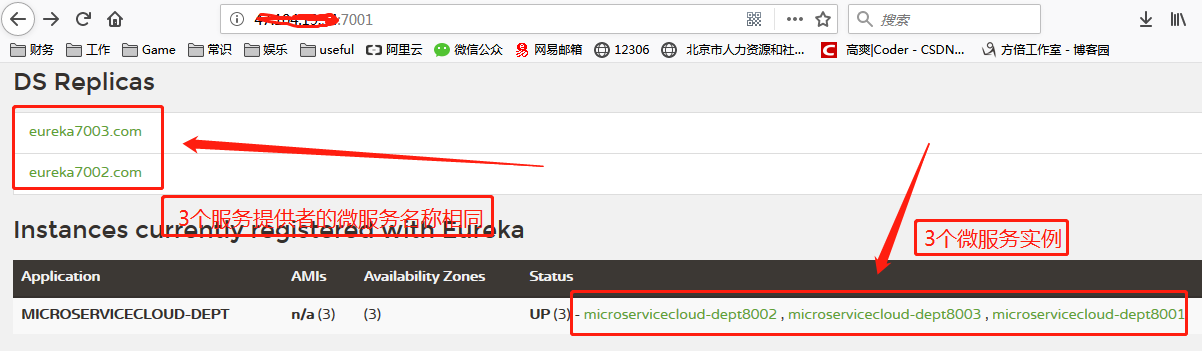 :7001
搜索
财务 工作 Game 常识 娱乐 useful 阿里云 微信公众 网易邮箱 12306 北京市人力资源和社... 高爽|Coder - CSDN... 方倍工作室 - 博客园
DS Replicas
eureka7003.com
eureka7002.com
3个服务提供者的微服务名称相同
Instances currently registered with Eureka
3个微服务实例
Application AMIs Availability Zones Status
MICROSERVICECLOUD-DEPT n/a (3) (3) UP (3) - microservicecloud-dept8002 , microservicecloud-dept8003 , microservicecloud-dept8001